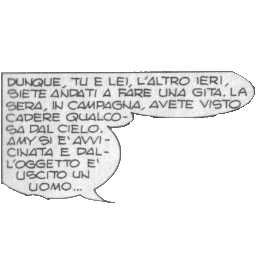 DUNQUE, TU E LEI, L'ALTRO IERI,
SIETE ANDATI A FARE UNA GITA. LA
SERA, IN CAMPAGNA, AVETE VISTO
CADERE QUALCO-
SA DAL CIELO.
AMY SI E' AVVI-
CINATA E DAL-
L'OGGETTO E'
USCITO UN
UOMO...